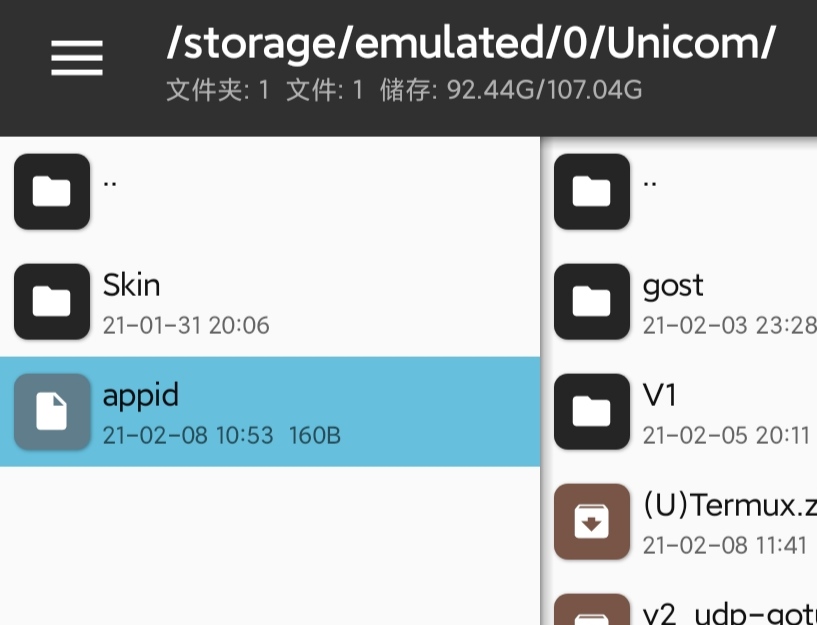 /storage/emulated/0/Unicom/
文件夹: 1 文件: 1 储存: 92.44G/107.04G
..
Skin
21-01-31 20:06
appid
21-02-08 10:53 160B
..
gost
21-02-03 23:28
V1
21-02-05 20:11
(U)Termux.z
21-02-08 11:41